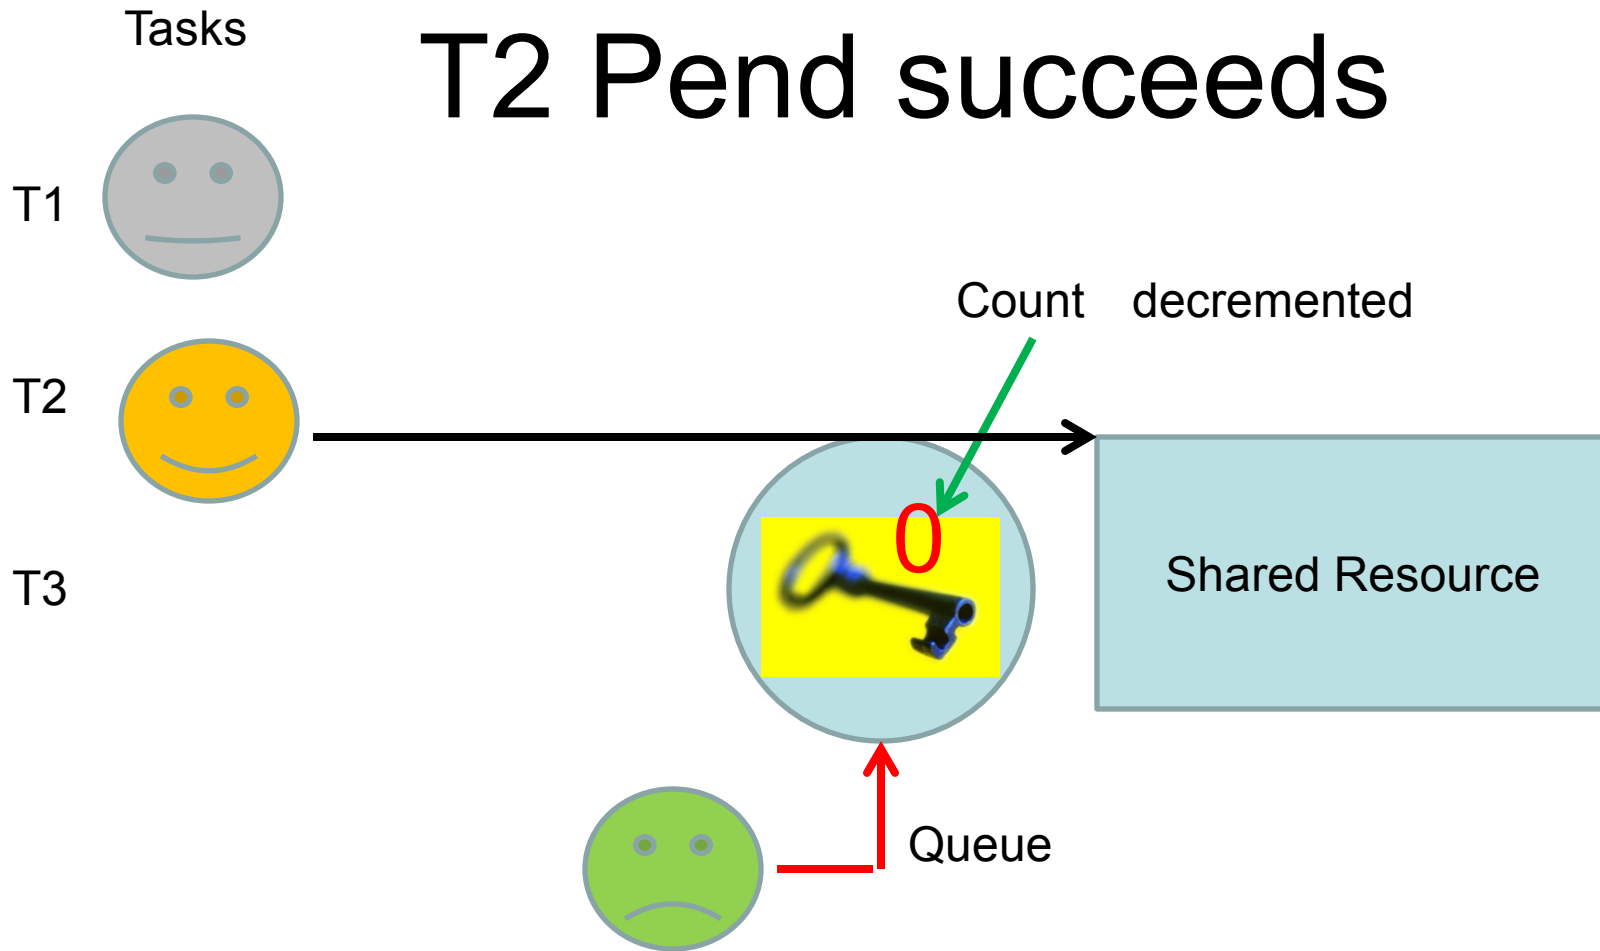 Tasks
T2 Pend succeeds
T1
Count decremented
T2
0
Shared Resource
T3
Queue